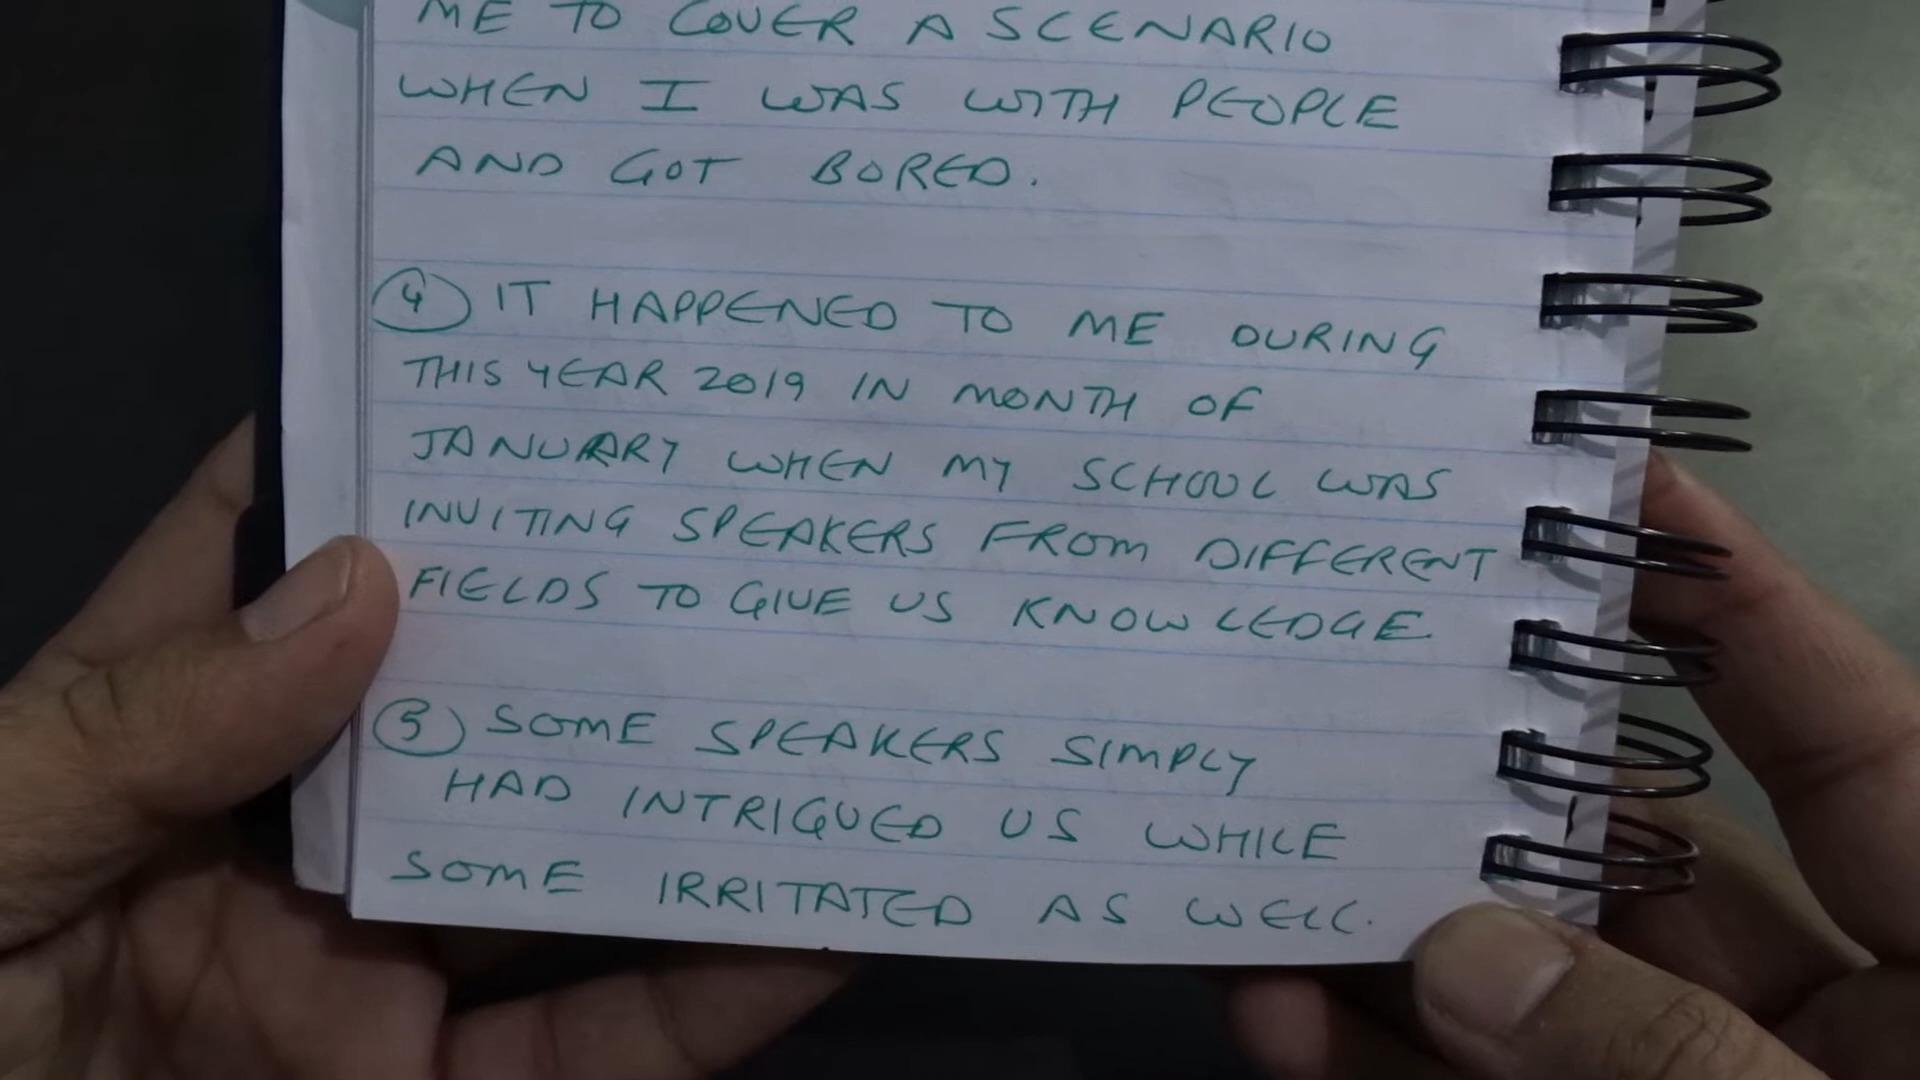 ME TO COVER A SCENARIO
WHEN I WAS WITH PEOPLE
AND GOT BORED.
4 IT HAPPENED TO ME DURING
THIS YEAR 2019 IN MONTH OF
JANUARY WHEN MY SCHOOL WAS
INVITING SPEAKERS FROM DIFFERENT
FIELDS TO GIVE US KNOWLEDGE.
5 SOME SPEAKERS SIMPLY
HAD INTRIGUED US WHILE
SOME IRRITATED AS WELL.